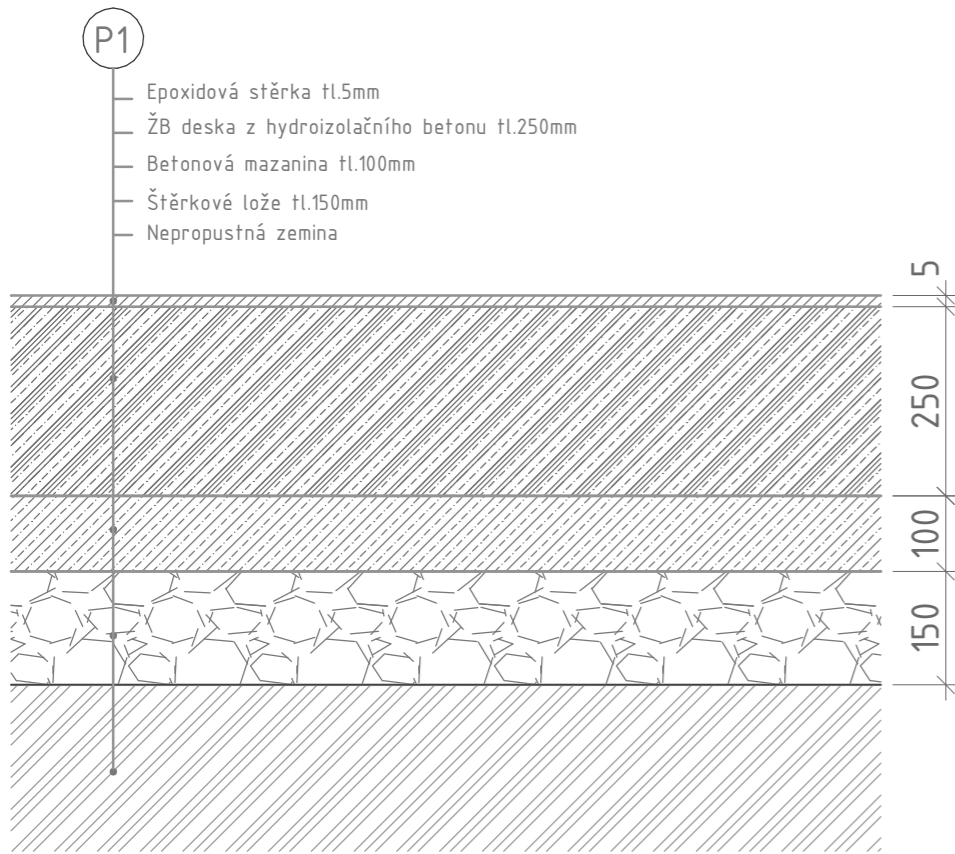 P1
Epoxidová stěrka tl.5mm
ŽB deska z hydroizolačního betonu tl.250mm
Betonová mazanina tl.100mm
Štěrkové lože tl.150mm
Nepropustná zemina
5
250
100
150